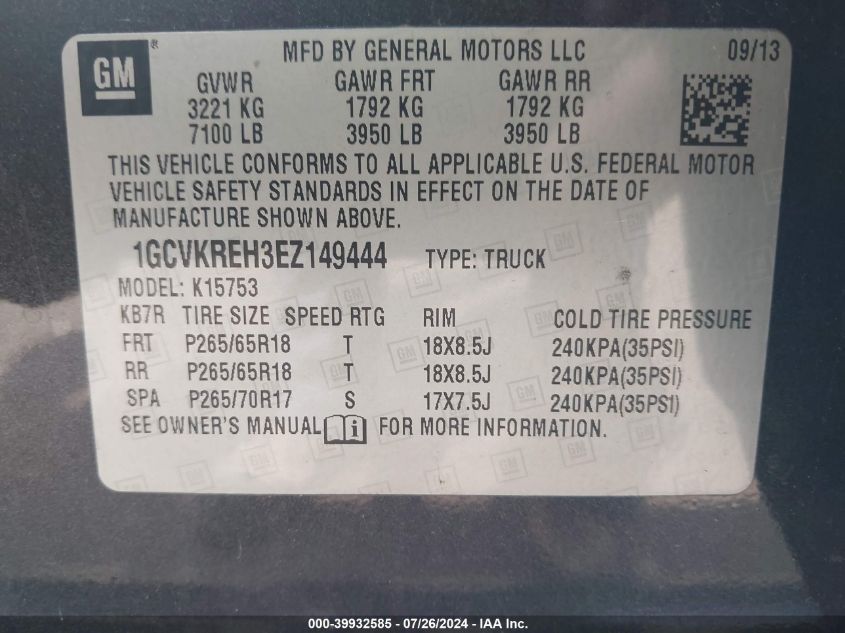 GM ®
MFD BY GENERAL MOTORS LLC 09/13
GVWR GAWR FRT GAWR RR
3221 KG 1792 KG 1792 KG
7100 LB 3950 LB 3950 LB
THIS VEHICLE CONFORMS TO ALL APPLICABLE U.S. FEDERAL MOTOR
VEHICLE SAFETY STANDARDS IN EFFECT ON THE DATE OF
MANUFACTURE SHOWN ABOVE.
1GCVKREH3EZ149444 TYPE: TRUCK
MODEL: K15753
KB7R TIRE SIZE SPEED RTG RIM COLD TIRE PRESSURE
FRT P265/65R18 T 18X8.5J 240KPA(35PSI)
RR P265/65R18 T 18X8.5J 240KPA(35PSI)
SPA P265/70R17 S 17X7.5J 240KPA(35PSI)
SEE OWNER'S MANUAL i FOR MORE INFORMATION.
000-39932585 - 07/26/2024 - IAA Inc.